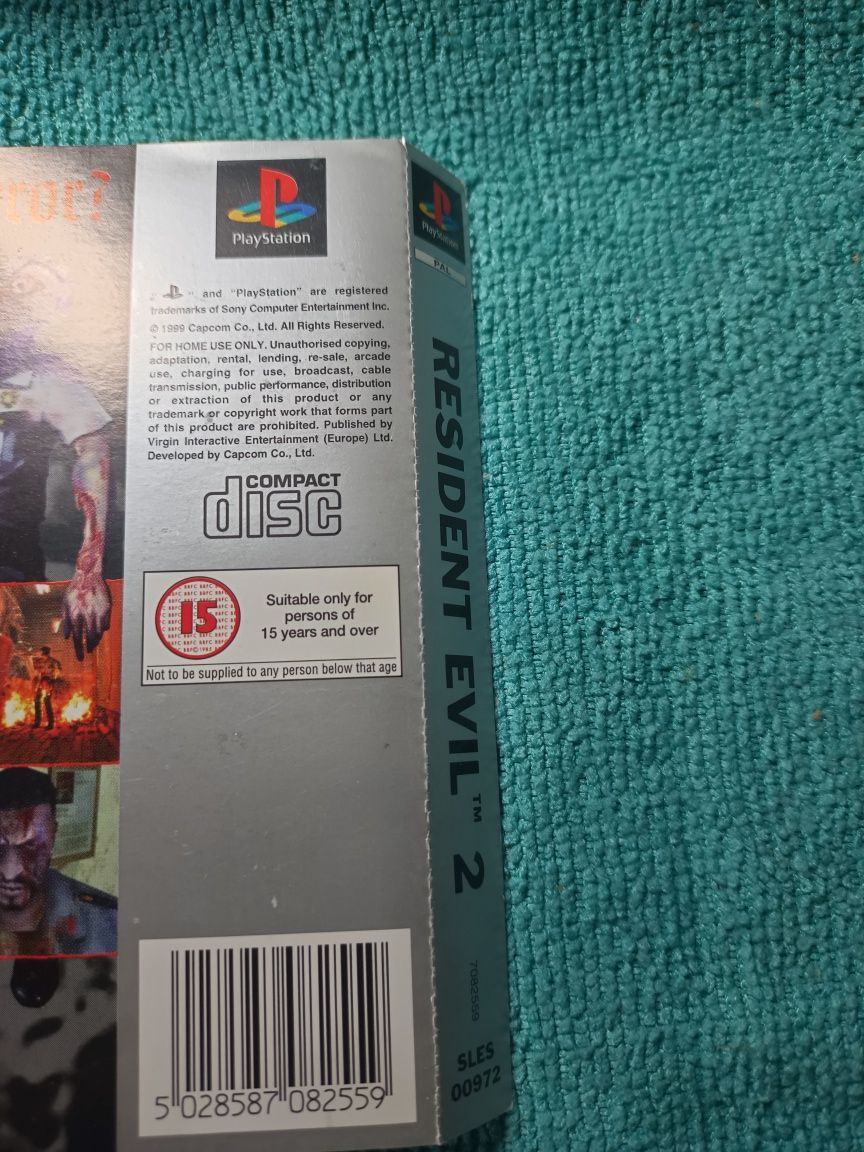 ror?
PlayStation
" " and "PlayStation" are registered
trademarks of Sony Computer Entertainment Inc.
© 1999 Capcom Co., Ltd. All Rights Reserved.
FOR HOME USE ONLY. Unauthorised copying,
adaptation, rental, lending, re-sale, arcade
use, charging for use, broadcast, cable
transmission, public performance, distribution
or extraction of this product or any
trademark or copyright work that forms part
of this product are prohibited. Published by
Virgin Interactive Entertainment (Europe) Ltd.
Developed by Capcom Co., Ltd.
COMPACT
disc
15
Suitable only for
persons of
15 years and over
Not to be supplied to any person below that age
5 028587 082559
PlayStation
PAL
RESIDENT EVIL™ 2
7082559
SLES
00972